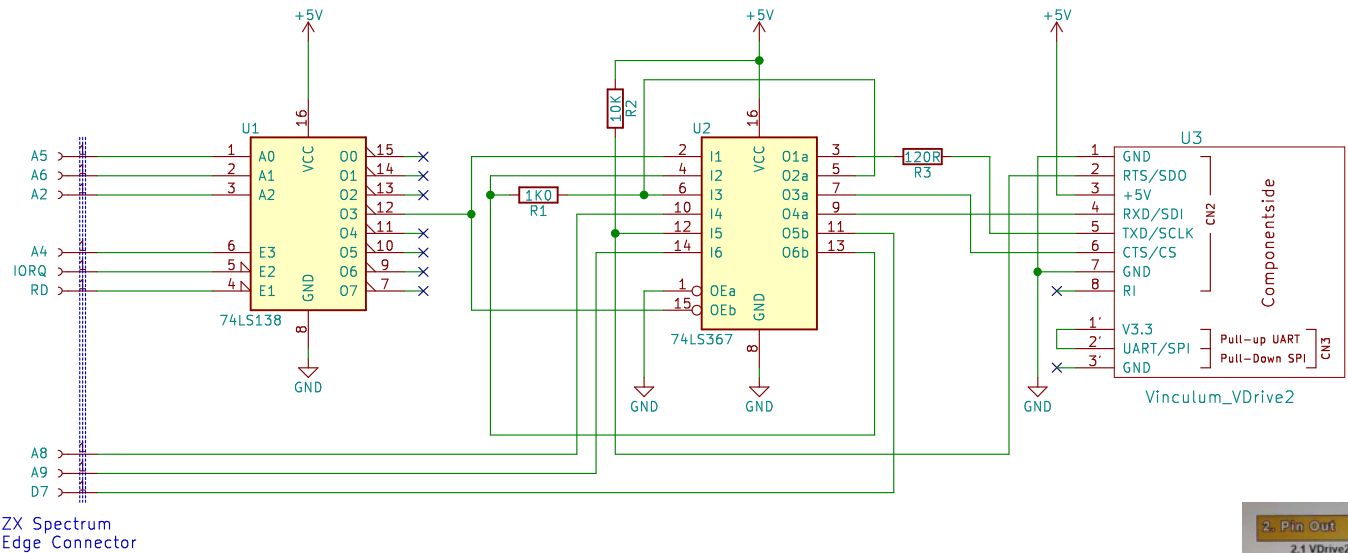 +5V +5V +5V
10K R2
U1 U2 U3
16 16
VCC VCC
A5 1 A0 O0 15 2 I1 O1a 3 120R 1 GND
A6 2 A1 O1 14 4 I2 O2a 5 R3 2 RTS/SDO
A2 3 A2 O2 13 1K0 6 I3 O3a 7 3 +5V
R1
O3 12 10 I4 O4a 9 4 RXD/SDI
O4 11 12 I5 O5b 11 5 TXD/SCLK
A4 6 E3 O5 10 14 I6 O6b 13 6 CTS/CS
IORQ 5 E2 O6 9 7 GND
RD 4 E1 O7 7 1 OEa 8 RI
GND 15 OEb GND
CN2
Componentside
74LS138 8 74LS367 8
1' V3.3
2' UART/SPI
3' GND
Pull-up UART
Pull-Down SPI
CN3
GND GND GND GND
Vinculum_VDrive2
A8
A9
D7
ZX Spectrum
Edge Connector
2. Pin Out
2.1 VDrive2